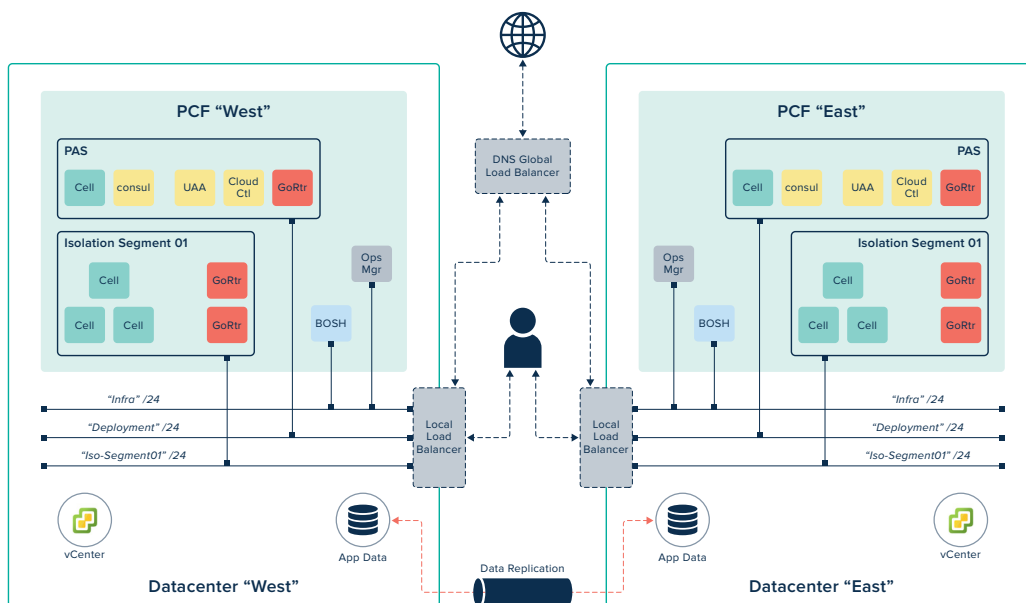 PCF “West”
PAS
Cell
consul
UAA
Cloud
Ctl
GoRtr
Isolation Segment 01
Cell
GoRtr
Cell
Cell
GoRtr
Ops
Mgr
BOSH
“Infra” /24
“Deployment” /24
“Iso-Segment01” /24
vCenter
App Data
Datacenter “West”
DNS Global
Load Balancer
Local
Load
Balancer
Local
Load
Balancer
Data Replication
PCF “East”
PAS
Cell
consul
UAA
Cloud
Ctl
GoRtr
Isolation Segment 01
Cell
GoRtr
Cell
Cell
GoRtr
Ops
Mgr
BOSH
“Infra” /24
“Deployment” /24
“Iso-Segment01” /24
App Data
vCenter
Datacenter “East”